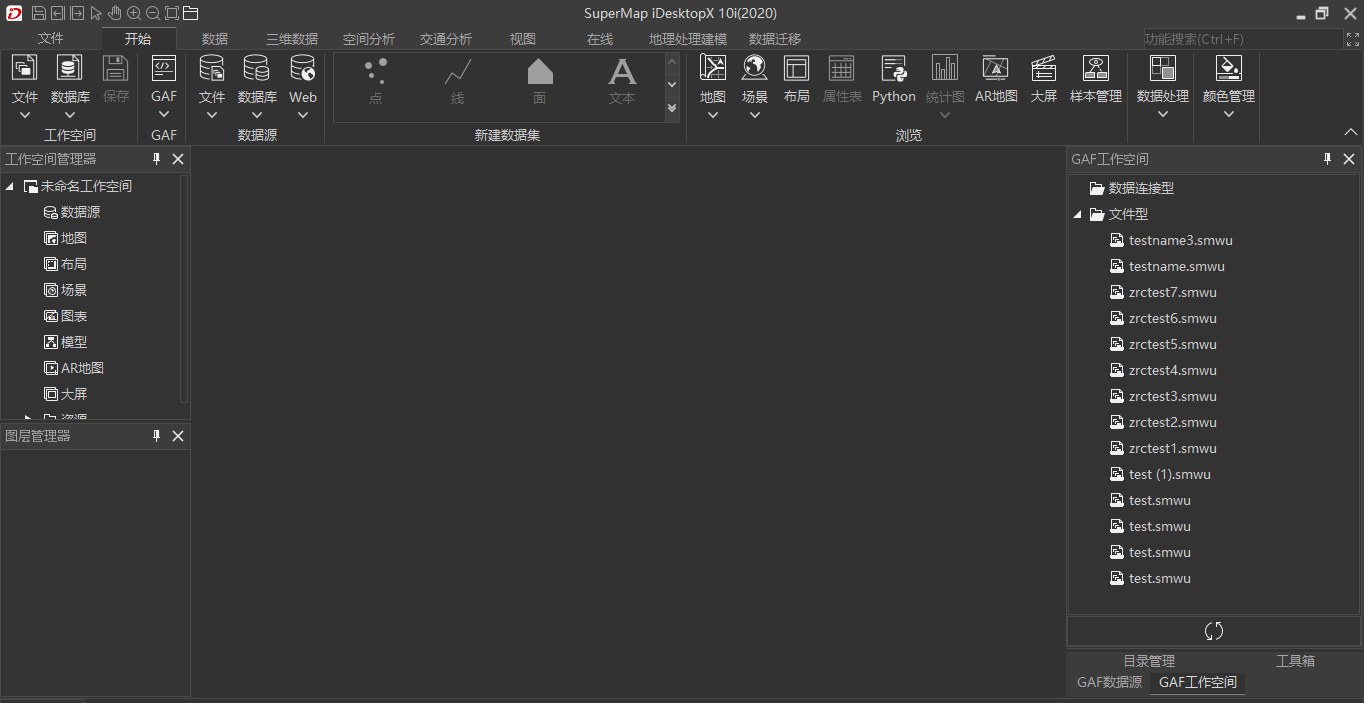 SuperMap iDesktopX 10i(2020)
文件 开始 数据 三维数据 空间分析 交通分析 视图 在线 地理处理建模 数据迁移 功能搜索(Ctrl+F)
文件 数据库 保存 GAF 文件 数据库 Web 点 线 面 文本 地图 场景 布局 属性表 Python 统计图 AR地图 大屏 样本管理 数据处理 颜色管理
工作空间 GAF 数据源 新建数据集 浏览
工作空间管理器
未命名工作空间
数据源
地图
布局
场景
图表
模型
AR地图
大屏
资源
图层管理器
GAF工作空间
数据连接型
文件型
testname3.smwu
testname.smwu
zrctest7.smwu
zrctest6.smwu
zrctest5.smwu
zrctest4.smwu
zrctest3.smwu
zrctest2.smwu
zrctest1.smwu
test (1).smwu
test.smwu
test.smwu
test.smwu
test.smwu
目录管理 工具箱
GAF数据源 GAF工作空间